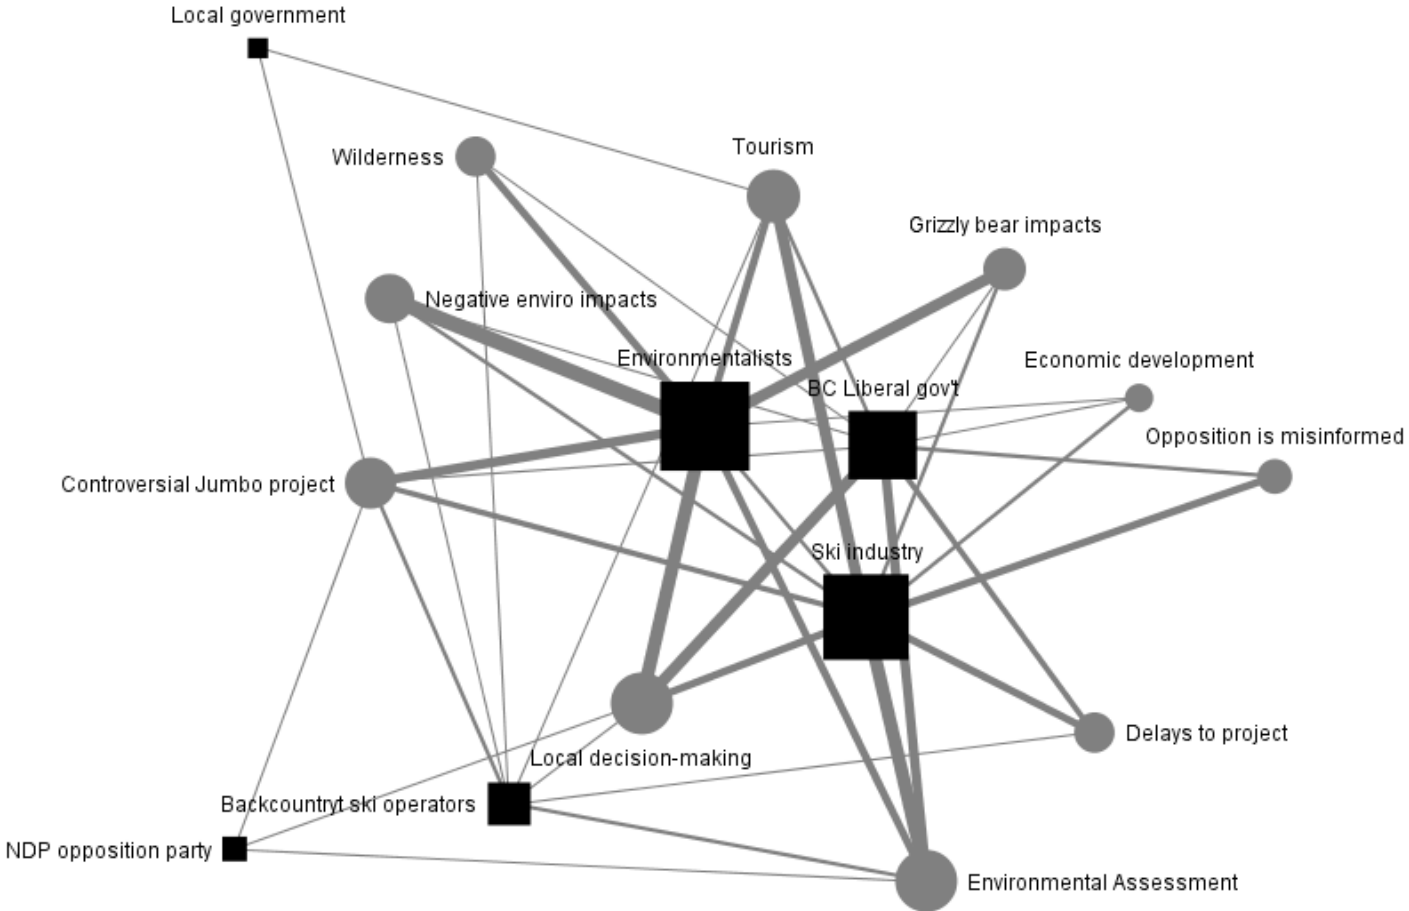 Local government
Tourism
Wilderness
Grizzly bear impacts
Negative enviro impacts
Environmentalists
Economic development
BC Liberal gov't
Opposition is misinformed
Controversial Jumbo project
Ski industry
Delays to project
Local decision-making
Backcountryt ski operators
NDP opposition party
Environmental Assessment